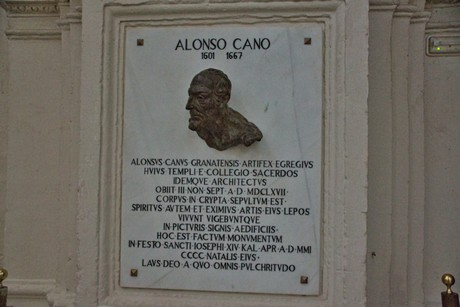 ALONSO CANO
1601 1667
ALONSVS·CANVS·GRANATENSIS·ARTIFEX·EGREGIVS
HVIVS·TEMPLI·E·COLLEGIO·SACERDOS
IDEMQVE·ARCHITECTVS
OBIIT·III·NON·SEPT·A·D·MDCLXVII·
CORPVS·IN·CRYPTA·SEPVLTVM·EST·
SPIRITVS·AVTEM·ET·EXIMIVS·ARTIS·EIVS·LEPOS
VIVVNT·VIGEBVNTQVE
IN·PICTVRIS·SIGNIS·AEDIFICIIS·
HOC·EST·FACTVM·MONVMENTVM
IN·FESTO·SANCTI·IOSEPHI·XIV·KAL·APR·A·D·MMI
CCCC·NATALIS·EIVS·
LAVS·DEO·A·QVO·OMNIS·PVLCHRITVDO